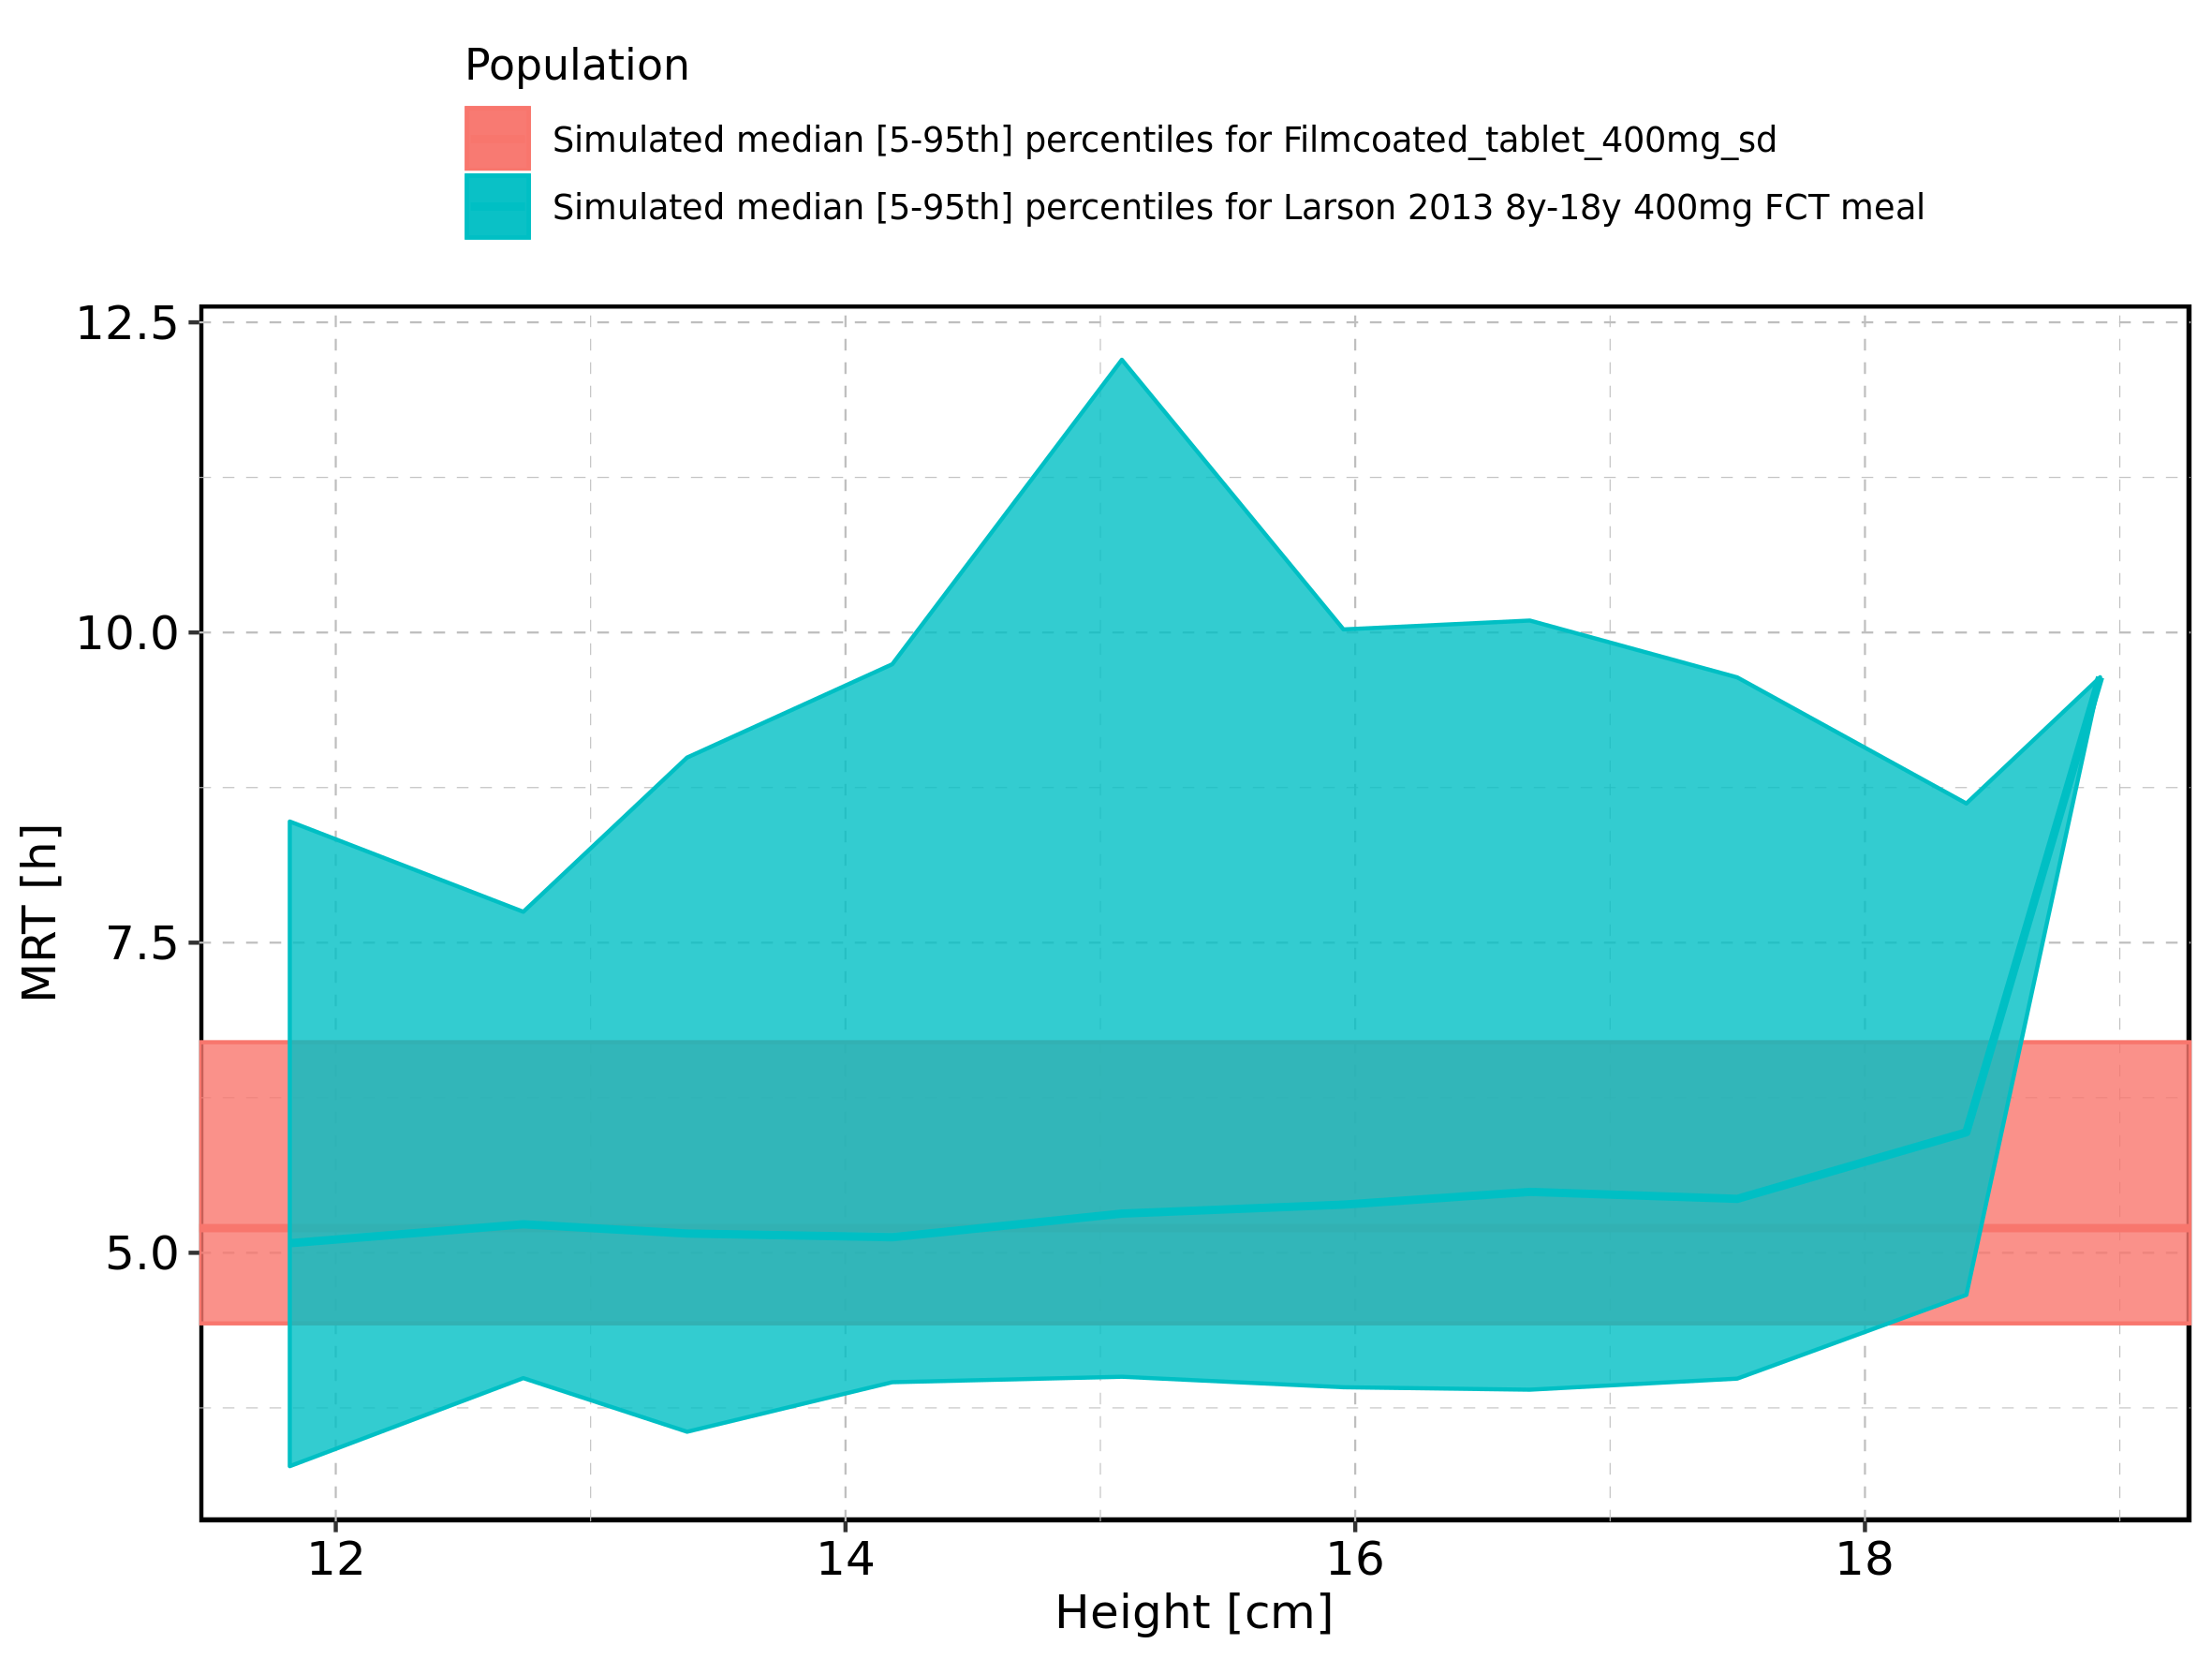 Population
Simulated median [5-95th] percentiles for Filmcoated_tablet_400mg_sd
Simulated median [5-95th] percentiles for Larson 2013 8y-18y 400mg FCT meal
12.5
10.0
7.5
5.0
MRT [h]
12 14 16 18
Height [cm]